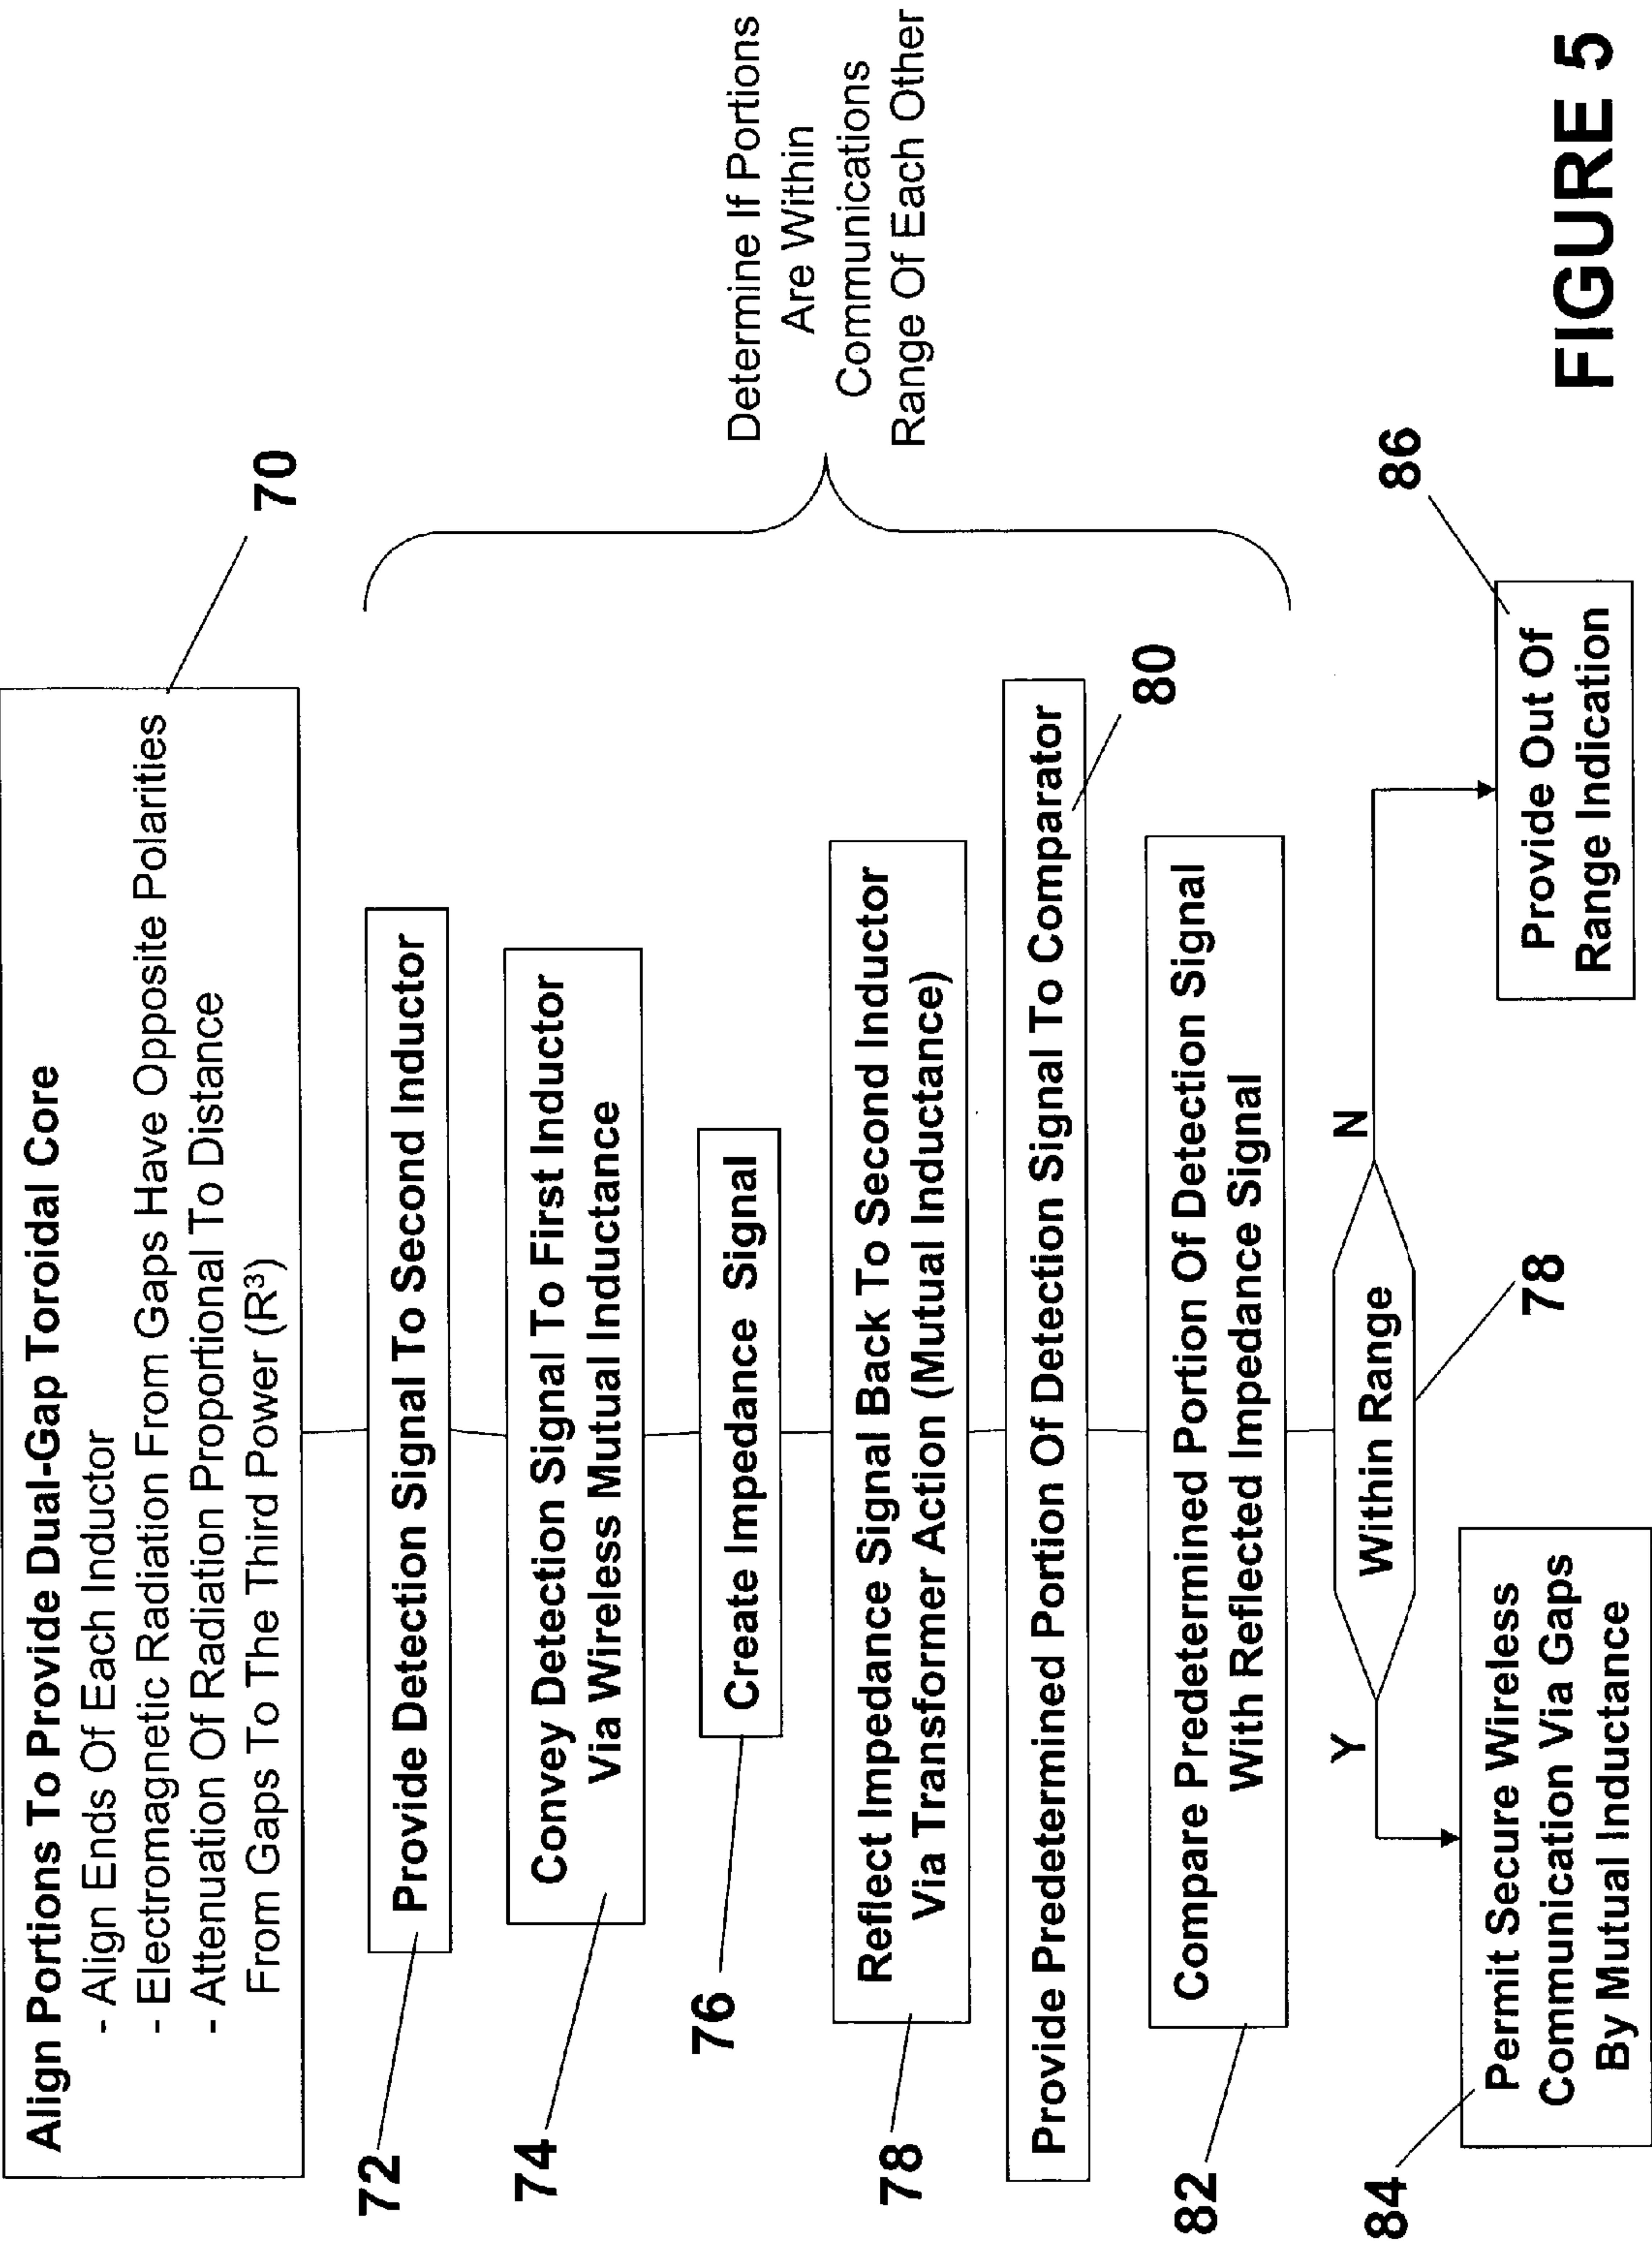 Align Portions To Provide Dual-Gap Toroidal Core
- Align Ends Of Each Inductor
- Electromagnetic Radiation From Gaps Have Opposite Polarities
- Attenuation Of Radiation Proportional To Distance
From Gaps To The Third Power (R³)
70
72
Provide Detection Signal To Second Inductor
74
Convey Detection Signal To First Inductor
Via Wireless Mutual Inductance
76
Create Impedance Signal
78
Reflect Impedance Signal Back To Second Inductor
Via Transformer Action (Mutual Inductance)
Provide Predetermined Portion Of Detection Signal To Comparator
80
82
Compare Predetermined Portion Of Detection Signal
With Reflected Impedance Signal
Determine If Portions
Are Within
Communications
Range Of Each Other
Y
Within Range
N
78
84
Permit Secure Wireless
Communication Via Gaps
By Mutual Inductance
86
Provide Out Of
Range Indication
FIGURE 5